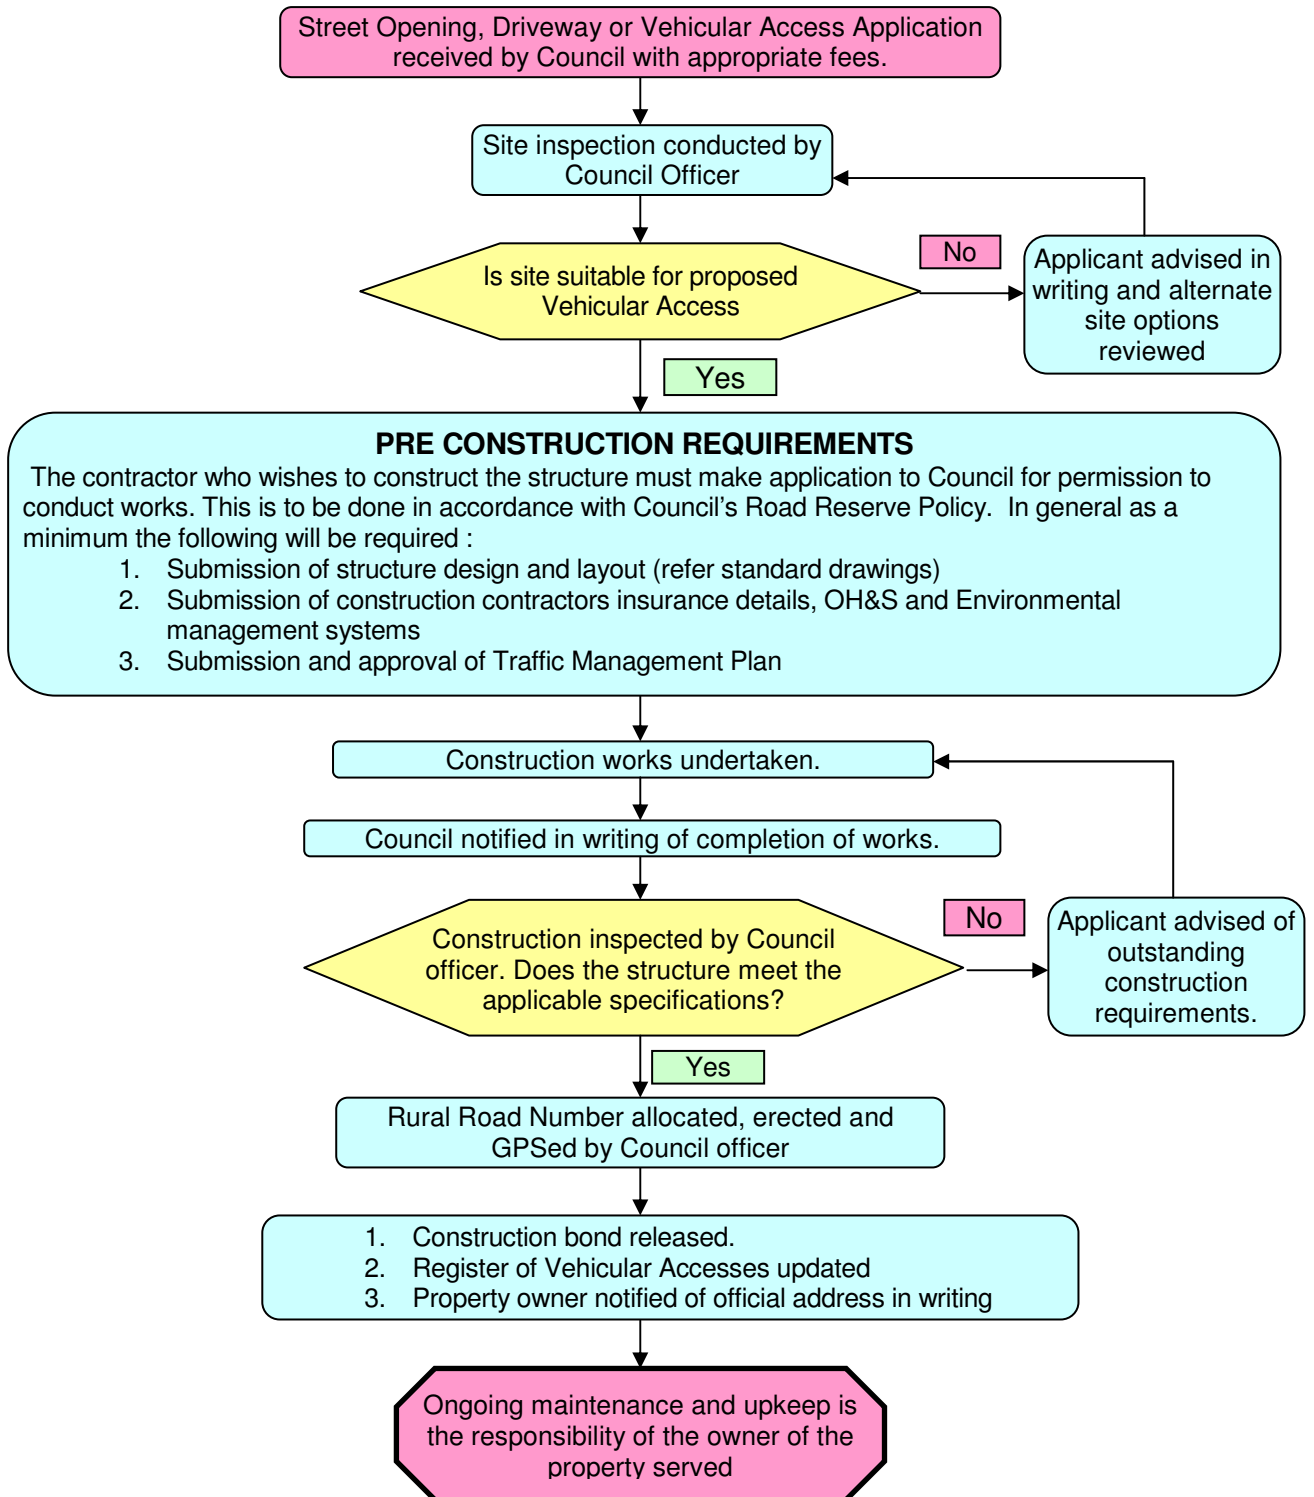 Street Opening, Driveway or Vehicular Access Application
received by Council with appropriate fees.
Site inspection conducted by
Council Officer
Is site suitable for proposed
Vehicular Access
No
Applicant advised in
writing and alternate
site options
reviewed
Yes
PRE CONSTRUCTION REQUIREMENTS
The contractor who wishes to construct the structure must make application to Council for permission to
conduct works. This is to be done in accordance with Council's Road Reserve Policy.  In general as a
minimum the following will be required :
1. Submission of structure design and layout (refer standard drawings)
2. Submission of construction contractors insurance details, OH&S and Environmental
management systems
3. Submission and approval of Traffic Management Plan
Construction works undertaken.
Council notified in writing of completion of works.
Construction inspected by Council
officer. Does the structure meet the
applicable specifications?
No
Applicant advised of
outstanding
construction
requirements.
Yes
Rural Road Number allocated, erected and
GPSed by Council officer
1. Construction bond released.
2. Register of Vehicular Accesses updated
3. Property owner notified of official address in writing
Ongoing maintenance and upkeep is
the responsibility of the owner of the
property served